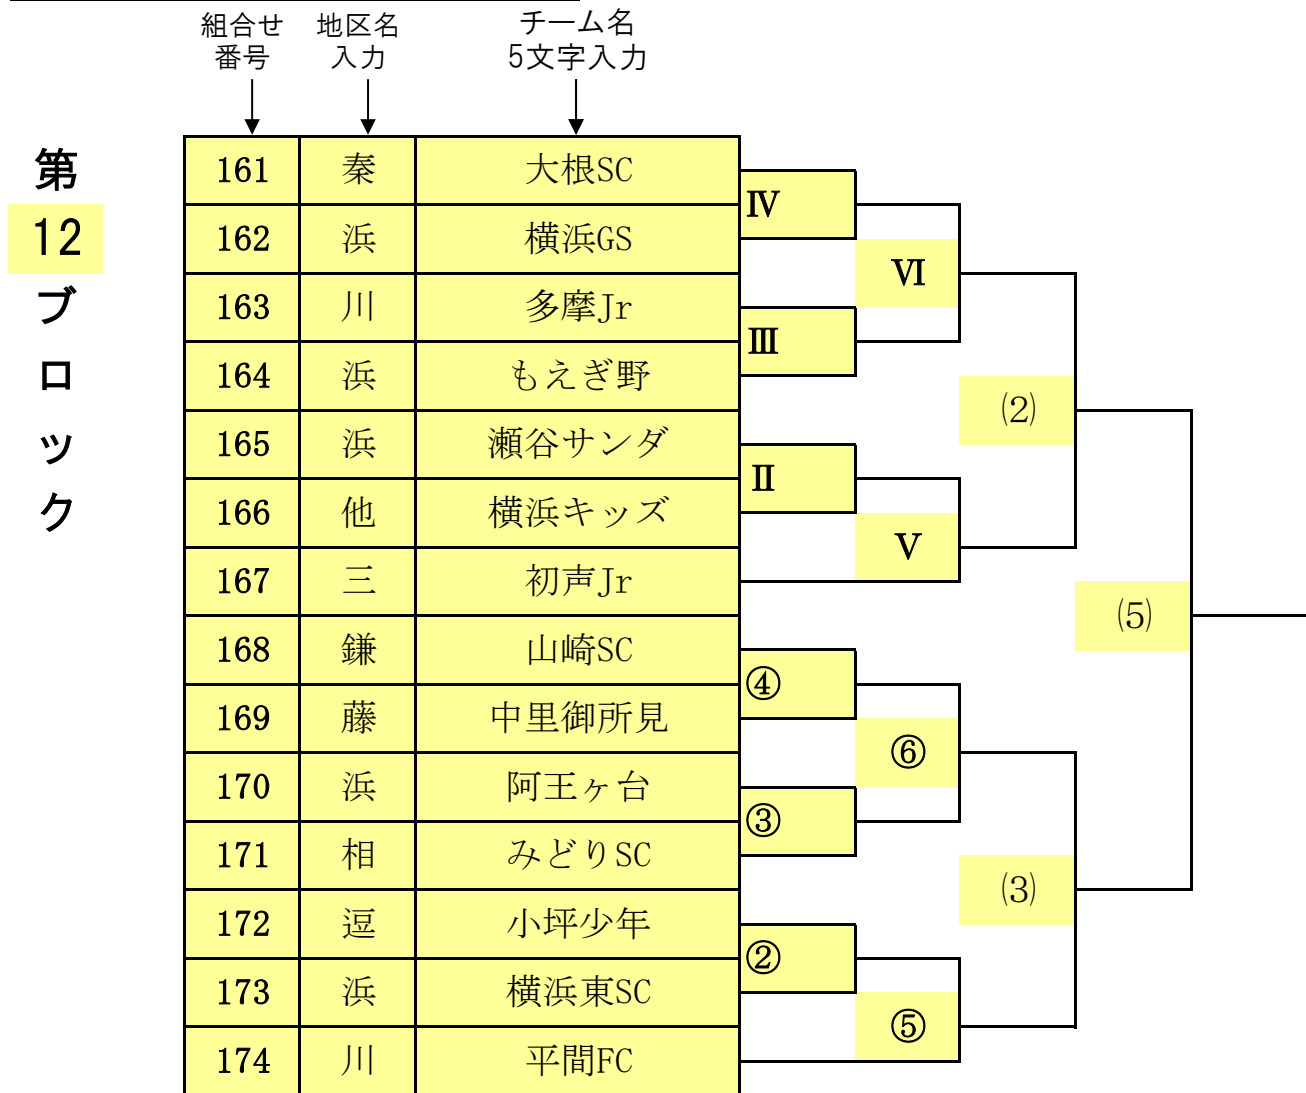 組合せ
番号
地区名
入力
チーム名
5文字入力
第
12
ブ
ロ
ッ
ク
161 秦 大根SC
162 浜 横浜GS
163 川 多摩Jr
164 浜 もえぎ野
165 浜 瀬谷サンダ
166 他 横浜キッズ
167 三 初声Jr
168 鎌 山崎SC
169 藤 中里御所見
170 浜 阿王ヶ台
171 相 みどりSC
172 逗 小坪少年
173 浜 横浜東SC
174 川 平間FC
Ⅳ
Ⅲ
Ⅱ
④
③
②
Ⅵ
Ⅴ
⑥
⑤
(2)
(3)
(5)